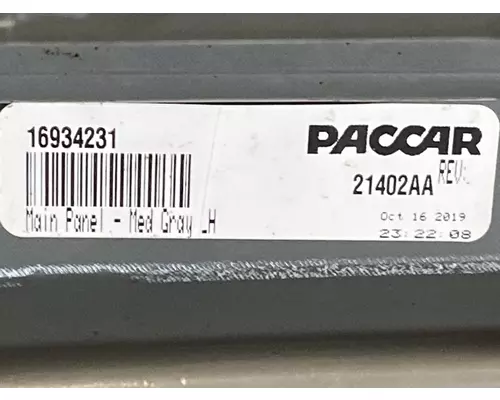 16934231
PACCAR
21402AA REV:
Main Panel - Med Gray LH
Oct 16 2019
23:22:08